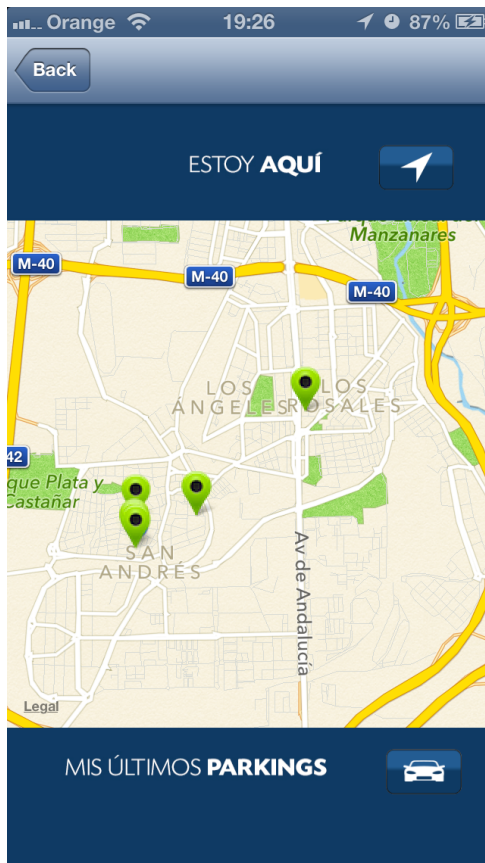 Orange 19:26 87%
Back
ESTOY AQUÍ
Manzanares
M-40
M-40
M-40
LOS ÁNGELES
LOS ROSALES
42
que Plata y
Castañar
SAN
ANDRÉS
Av de Andalucía
Legal
MIS ÚLTIMOS PARKINGS